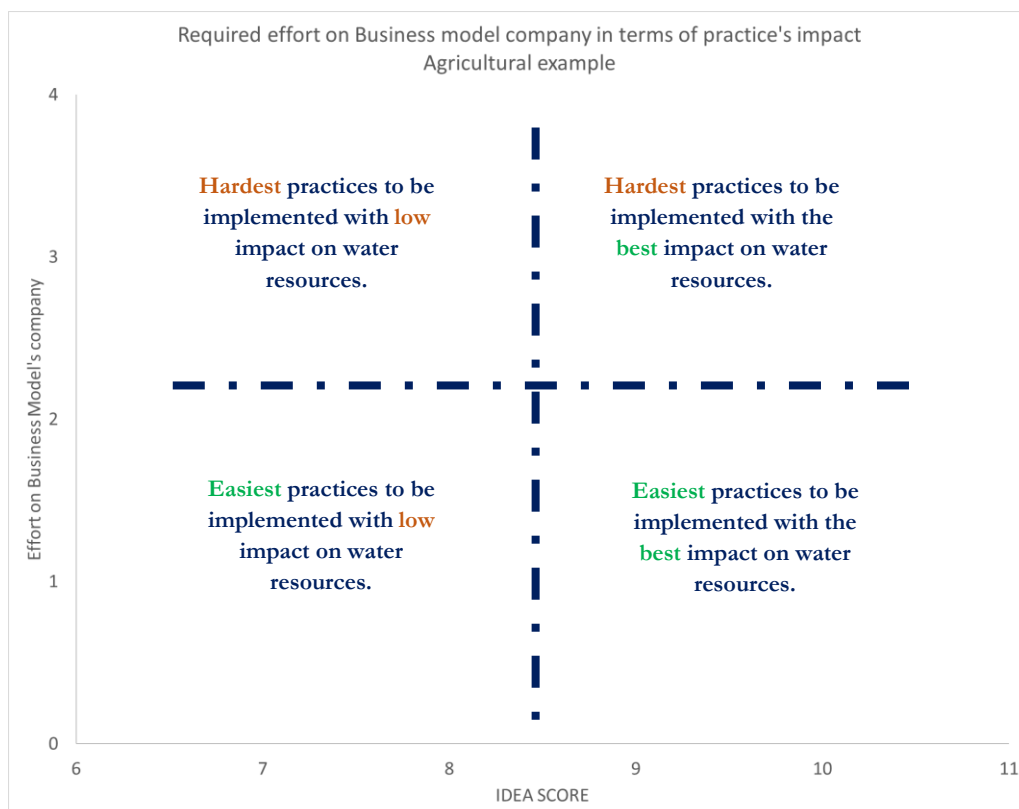 Required effort on Business model company in terms of practice's impact
Agricultural example
4
3
2
1
0
Effort on Business Model's company
Hardest practices to be
implemented with low
impact on water
resources.
Hardest practices to be
implemented with the
best impact on water
resources.
Easiest practices to be
implemented with low
impact on water
resources.
Easiest practices to be
implemented with the
best impact on water
resources.
6
7
8
9
10
11
IDEA SCORE